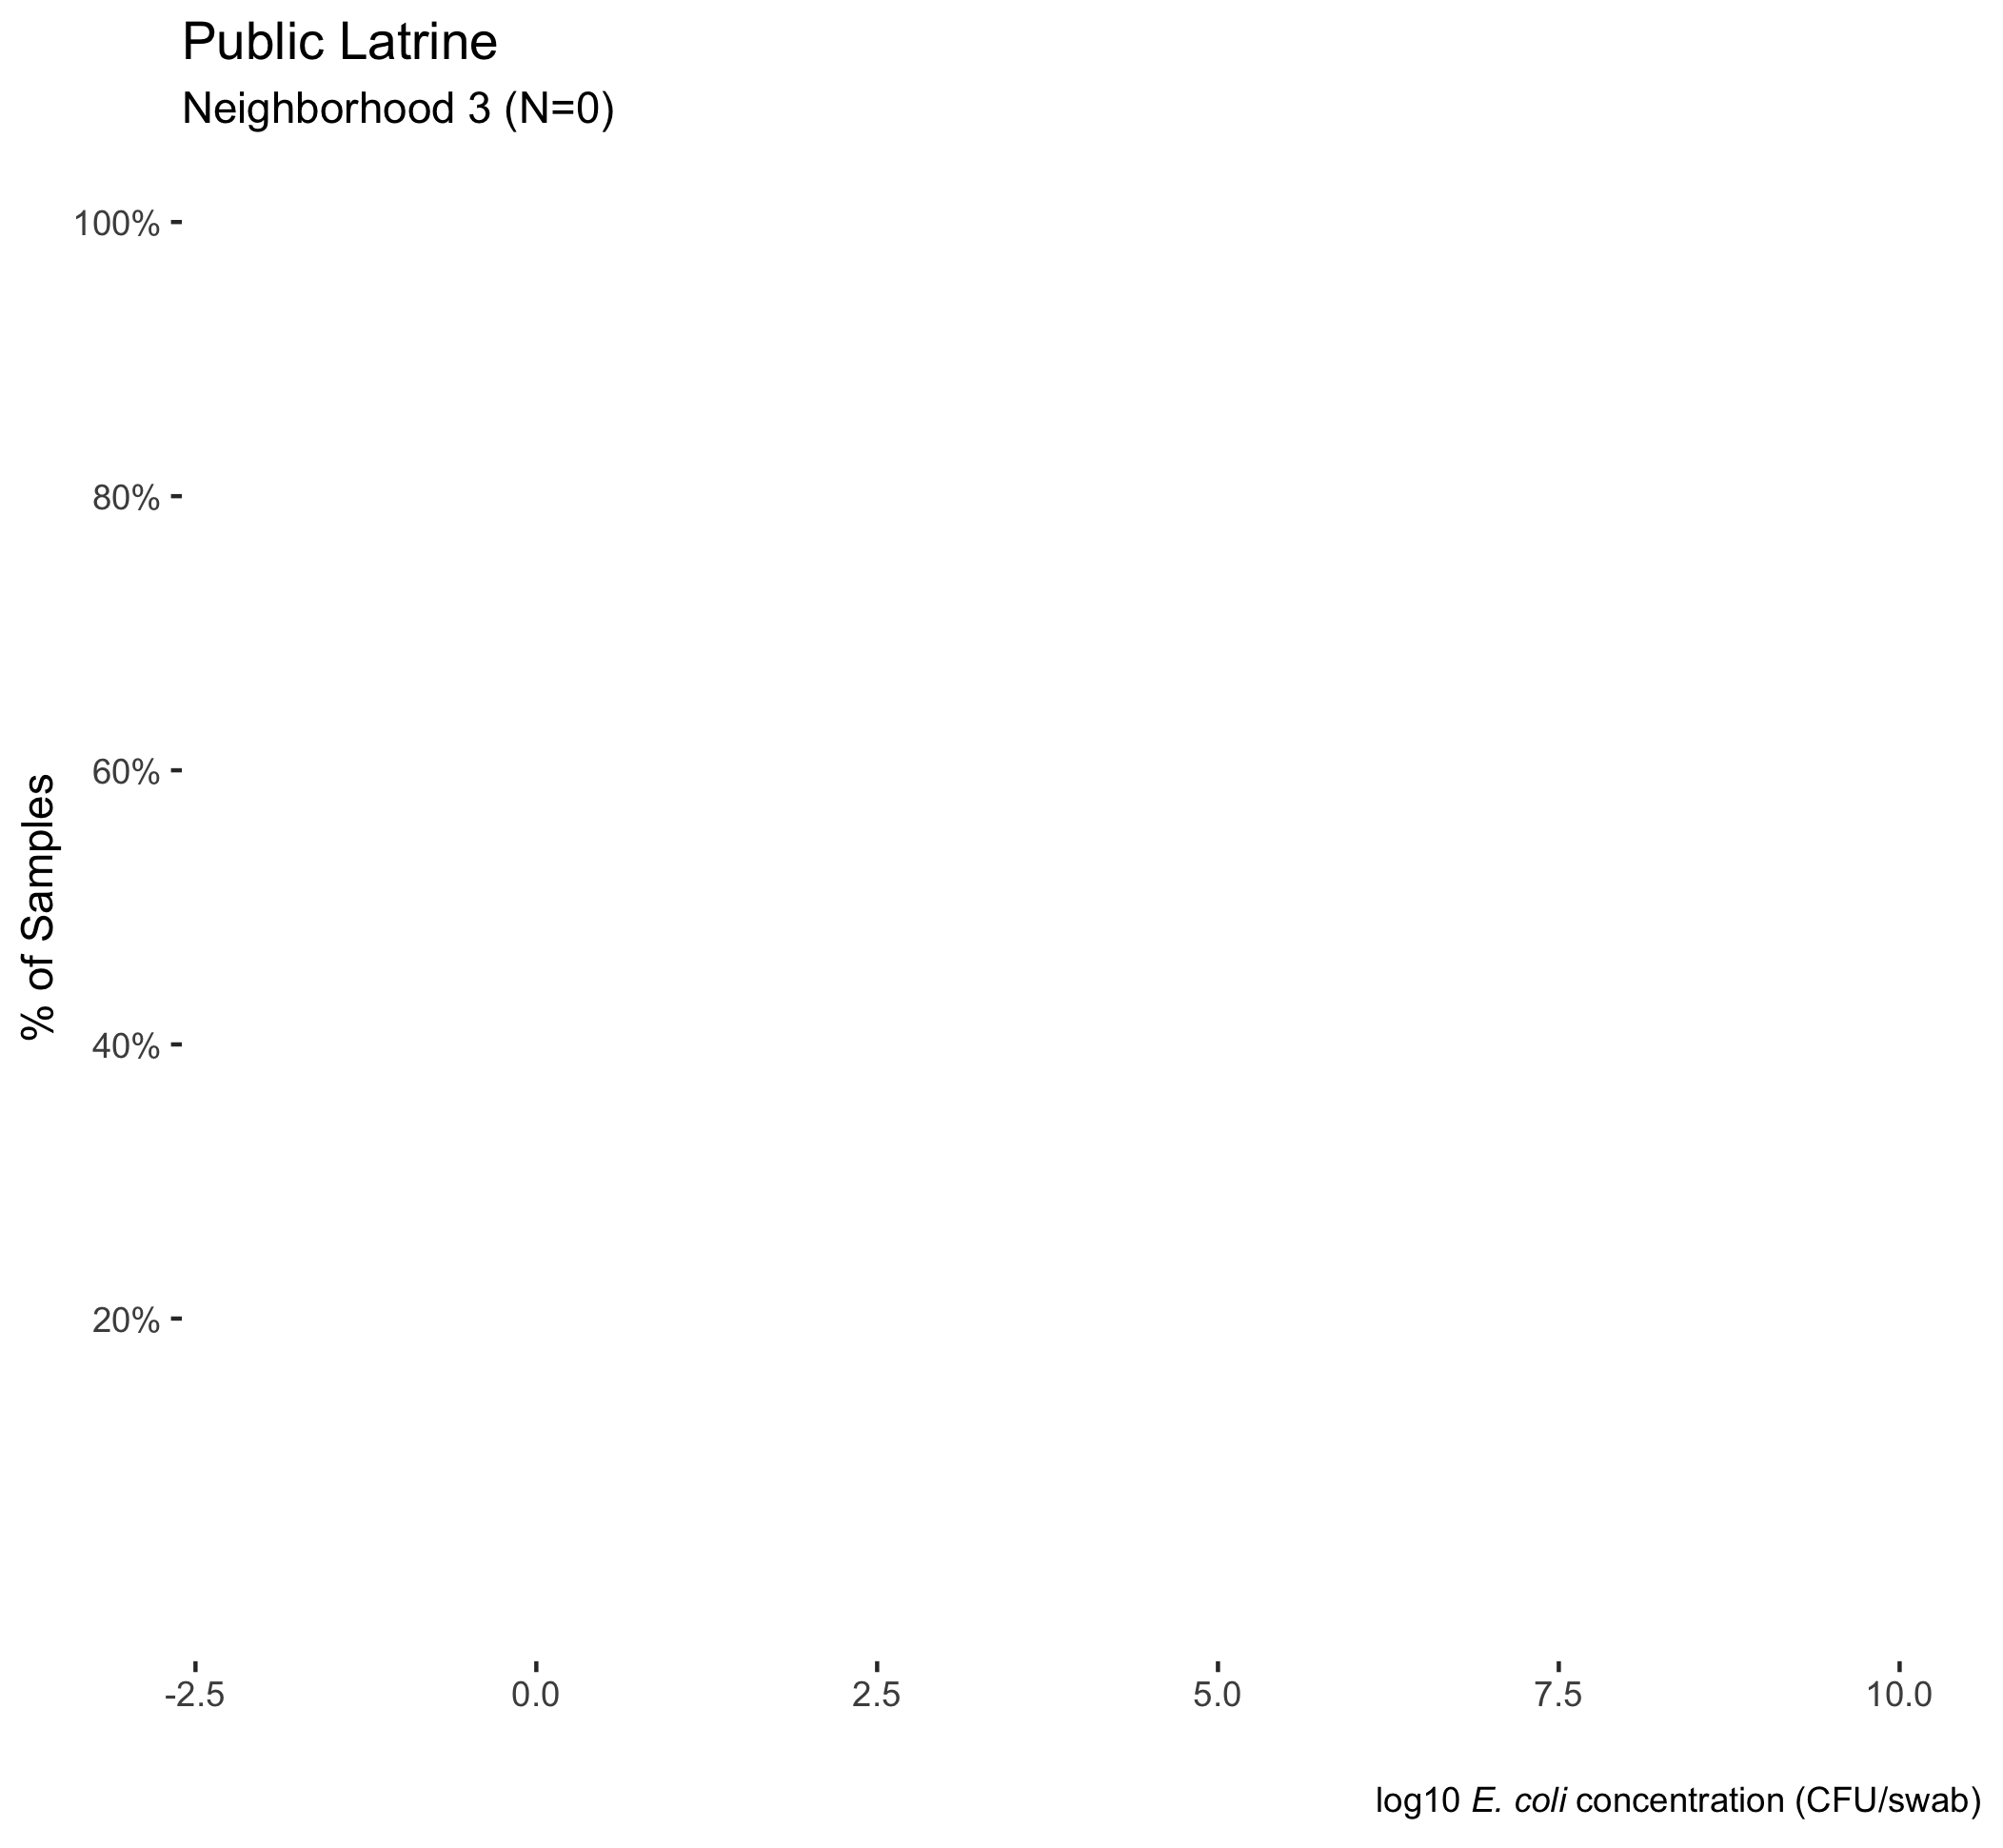 Public Latrine
Neighborhood 3 (N=0)
100%
80%
60%
40%
20%
% of Samples
-2.5 0.0 2.5 5.0 7.5 10.0
log10 E. coli concentration (CFU/swab)